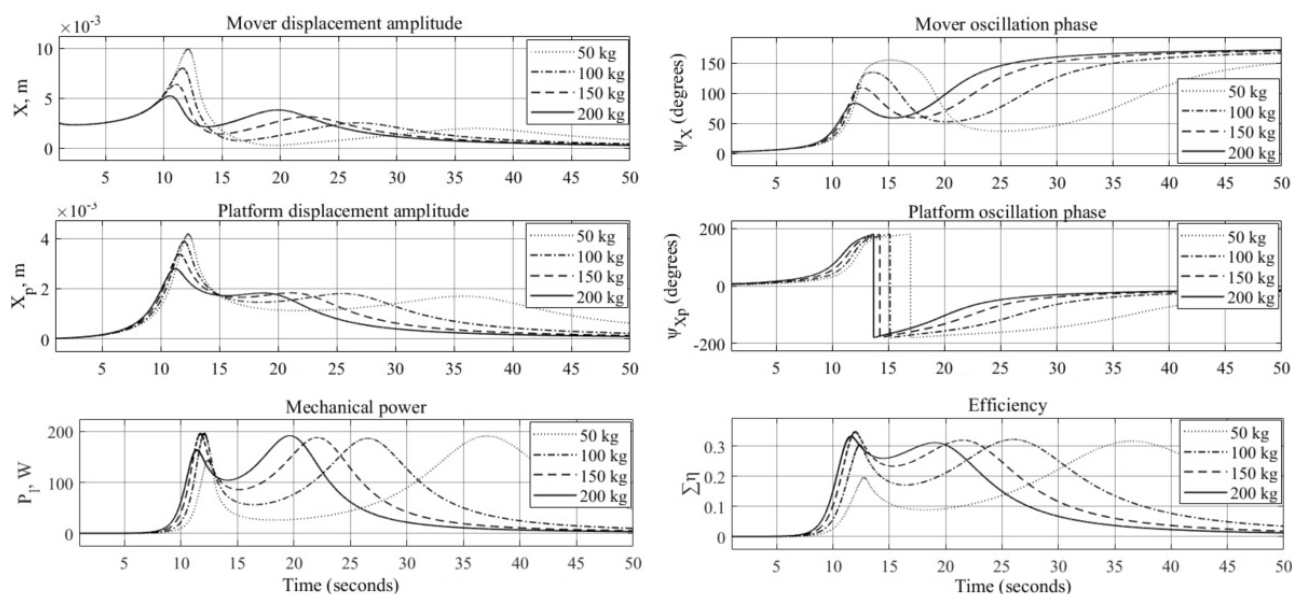 Mover displacement amplitude
×10⁻³
X, m
10
5
0
50 kg
100 kg
150 kg
200 kg
5 10 15 20 25 30 35 40 45 50
Platform displacement amplitude
×10⁻³
Xp, m
4
2
0
50 kg
100 kg
150 kg
200 kg
5 10 15 20 25 30 35 40 45 50
Mechanical power
P₁, W
200
100
0
50 kg
100 kg
150 kg
200 kg
5 10 15 20 25 30 35 40 45 50
Time (seconds)
Mover oscillation phase
ψX (degrees)
150
100
50
0
50 kg
100 kg
150 kg
200 kg
5 10 15 20 25 30 35 40 45 50
Platform oscillation phase
ψXp (degrees)
200
0
-200
50 kg
100 kg
150 kg
200 kg
5 10 15 20 25 30 35 40 45 50
Efficiency
Ση
0.3
0.2
0.1
0
50 kg
100 kg
150 kg
200 kg
5 10 15 20 25 30 35 40 45 50
Time (seconds)